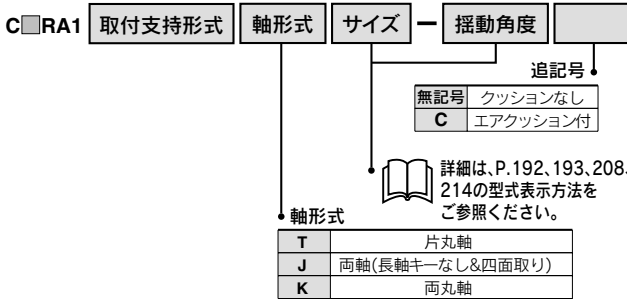 C□RA1 取付支持形式 軸形式 サイズ − 揺動角度
追記号
無記号 クッションなし
C エアクッション付
詳細は、P.192、193、208、
214の型式表示方法を
ご参照ください。
軸形式
T 片丸軸
J 両軸(長軸キーなし&四面取り)
K 両丸軸